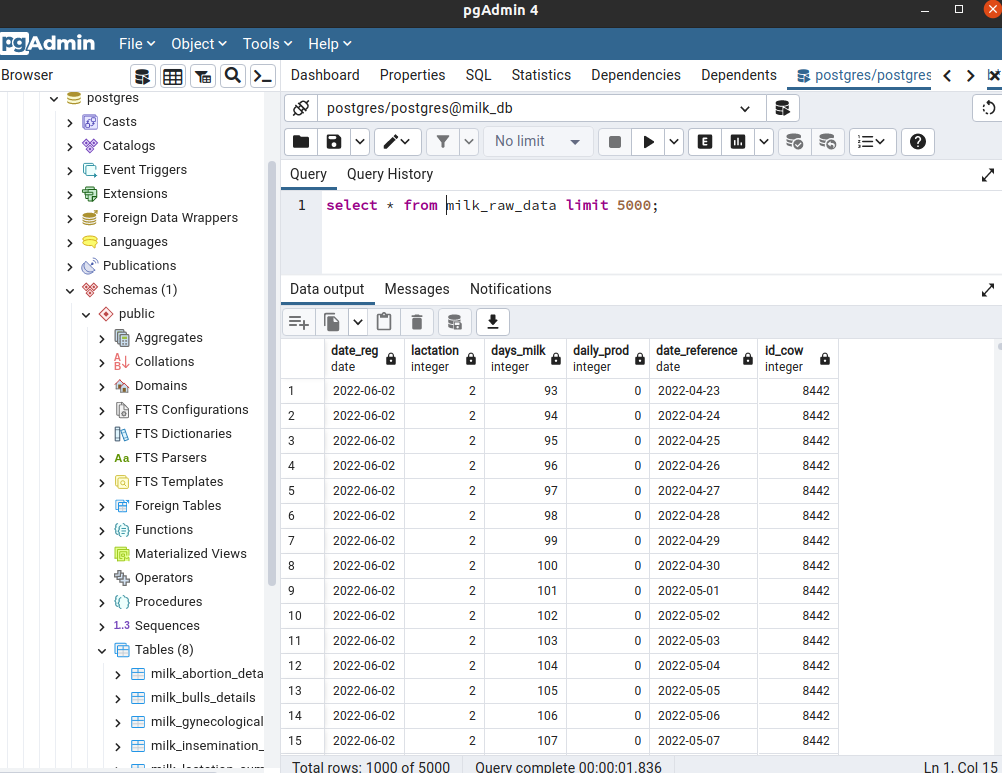 pgAdmin 4
pgAdmin File Object Tools Help
Browser
Dashboard Properties SQL Statistics Dependencies Dependents postgres/postgres
postgres
Casts
Catalogs
Event Triggers
Extensions
Foreign Data Wrappers
Languages
Publications
Schemas (1)
public
Aggregates
Collations
Domains
FTS Configurations
FTS Dictionaries
Aa FTS Parsers
FTS Templates
Foreign Tables
Functions
Materialized Views
Operators
Procedures
1..3 Sequences
Tables (8)
milk_abortion_deta
milk_bulls_details
milk_gynecological
milk_insemination_
postgres/postgres@milk_db
No limit
E
Query Query History
1 select * from milk_raw_data limit 5000;
Data output Messages Notifications
date_reg lactation days_milk daily_prod date_reference id_cow
date integer integer integer date integer
1 2022-06-02 2 93 0 2022-04-23 8442
2 2022-06-02 2 94 0 2022-04-24 8442
3 2022-06-02 2 95 0 2022-04-25 8442
4 2022-06-02 2 96 0 2022-04-26 8442
5 2022-06-02 2 97 0 2022-04-27 8442
6 2022-06-02 2 98 0 2022-04-28 8442
7 2022-06-02 2 99 0 2022-04-29 8442
8 2022-06-02 2 100 0 2022-04-30 8442
9 2022-06-02 2 101 0 2022-05-01 8442
10 2022-06-02 2 102 0 2022-05-02 8442
11 2022-06-02 2 103 0 2022-05-03 8442
12 2022-06-02 2 104 0 2022-05-04 8442
13 2022-06-02 2 105 0 2022-05-05 8442
14 2022-06-02 2 106 0 2022-05-06 8442
15 2022-06-02 2 107 0 2022-05-07 8442
Total rows: 1000 of 5000 Query complete 00:00:01.836 Ln 1, Col 15